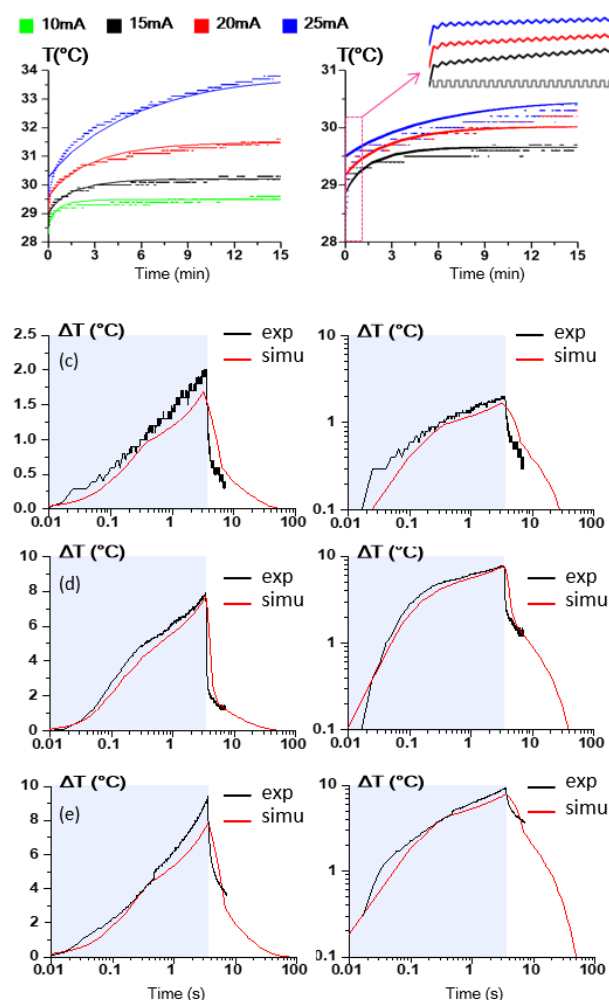 10mA 15mA 20mA 25mA
T(°C) T(°C)
34
33
32
31
30
29
28
0 3 6 9 12 15
Time (min)
31
30
29
28
0 3 6 9 12 15
Time (min)
ΔT (°C) ΔT (°C)
2.5
2.0
1.5
1.0
0.5
0.0
(c)
exp
simu
0.01 0.1 1 10 100
10
1
0.1
exp
simu
0.01 0.1 1 10 100
ΔT (°C) ΔT (°C)
10
8
6
4
2
0
(d)
exp
simu
0.01 0.1 1 10 100
10
1
0.1
exp
simu
0.01 0.1 1 10 100
ΔT (°C) ΔT (°C)
10
8
6
4
2
0
(e)
exp
simu
0.01 0.1 1 10 100
Time (s)
10
1
0.1
exp
simu
0.01 0.1 1 10 100
Time (s)